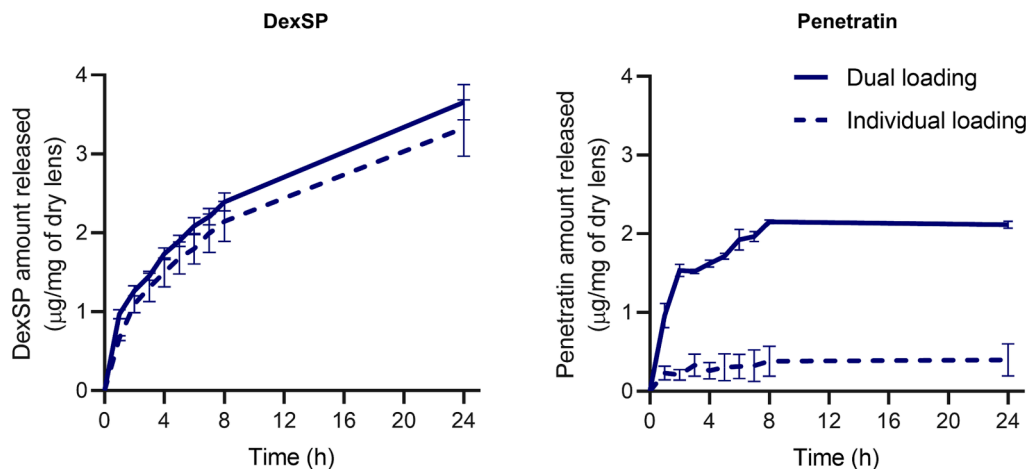 DexSP
DexSP amount released
(µg/mg of dry lens)
4
3
2
1
0
0 4 8 12 16 20 24
Time (h)
Penetratin
Dual loading
Individual loading
Penetratin amount released
(µg/mg of dry lens)
4
3
2
1
0
0 4 8 12 16 20 24
Time (h)